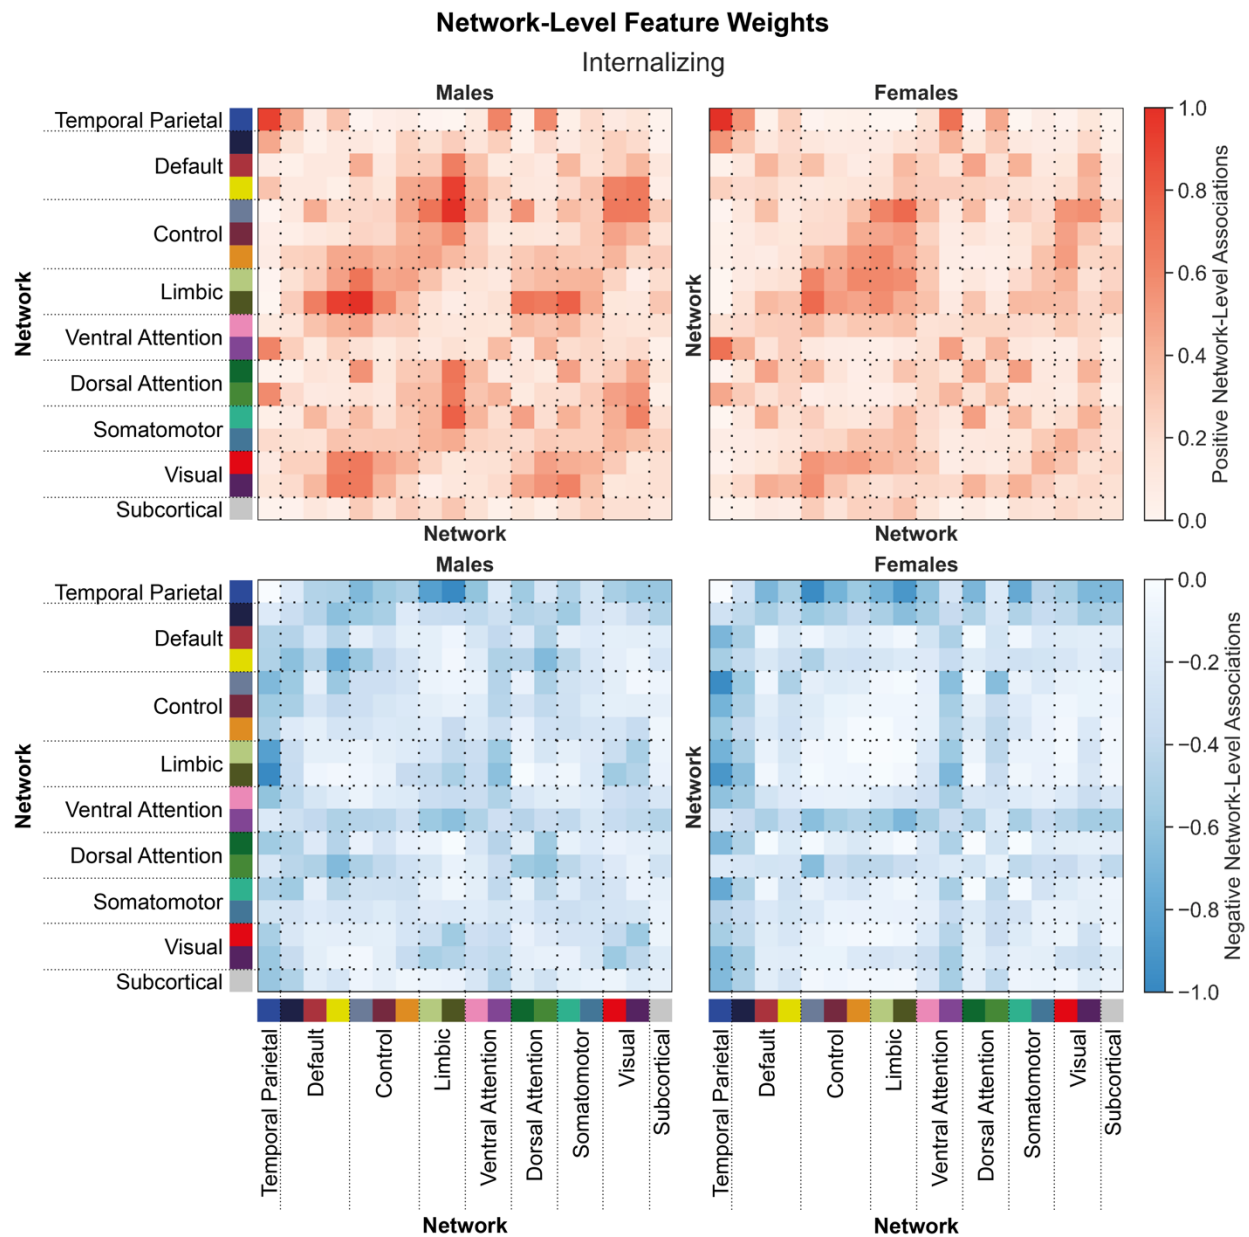 Network-Level Feature Weights
Internalizing
Males
Females
Temporal Parietal
Default
Control
Limbic
Ventral Attention
Dorsal Attention
Somatomotor
Visual
Subcortical
Network
Network
Network
Network
1.0
0.8
0.6
0.4
0.2
0.0
Positive Network-Level Associations
Males
Females
Temporal Parietal
Default
Control
Limbic
Ventral Attention
Dorsal Attention
Somatomotor
Visual
Subcortical
Network
Network
0.0
−0.2
−0.4
−0.6
−0.8
−1.0
Negative Network-Level Associations
Temporal Parietal
Default
Control
Limbic
Ventral Attention
Dorsal Attention
Somatomotor
Visual
Subcortical
Temporal Parietal
Default
Control
Limbic
Ventral Attention
Dorsal Attention
Somatomotor
Visual
Subcortical
Network
Network